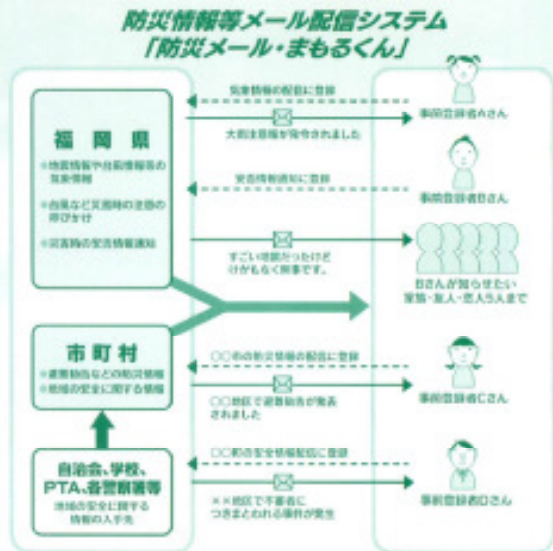 防災情報等メール配信システム
「防災メール・まもるくん」
福岡県
※地震情報や台風情報等の
気象情報
※台風など災害時の注意の
呼びかけ
※災害時の安否情報通知
気象情報の配信に登録
大雨注意報が発令されました
事前登録者Aさん
安否情報通知に登録
事前登録者Bさん
すごい地震だったけど
けがもなく無事です。
Bさんが知らせたい
家族・友人・恋人5人まで
市町村
※避難勧告などの防災情報
※地域の安全に関する情報
〇〇市の防災情報の配信に登録
〇〇地区で避難勧告が発表
されました
事前登録者Cさん
自治会、学校、
PTA、各警察署等
地域の安全に関する
情報の入手先
〇〇町の安全情報配信に登録
××地区で不審者に
つきまとわれる事件が発生
事前登録者Dさん